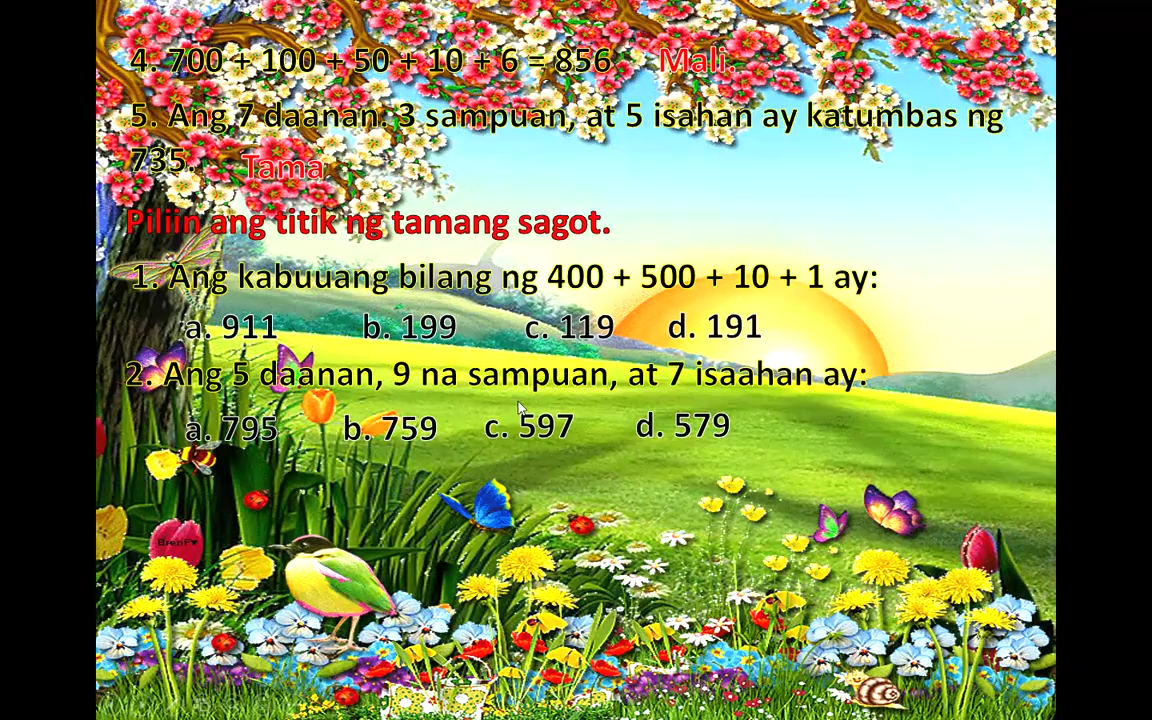 4. 700 + 100 + 50 + 10 + 6 = 856 Mali.
5. Ang 7 daanan. 3 sampuan, at 5 isahan ay katumbas ng
735. Tama
Piliin ang titik ng tamang sagot.
1. Ang kabuuang bilang ng 400 + 500 + 10 + 1 ay:
a. 911 b. 199 c. 119 d. 191
2. Ang 5 daanan, 9 na sampuan, at 7 isaahan ay:
a. 795 b. 759 c. 597 d. 579